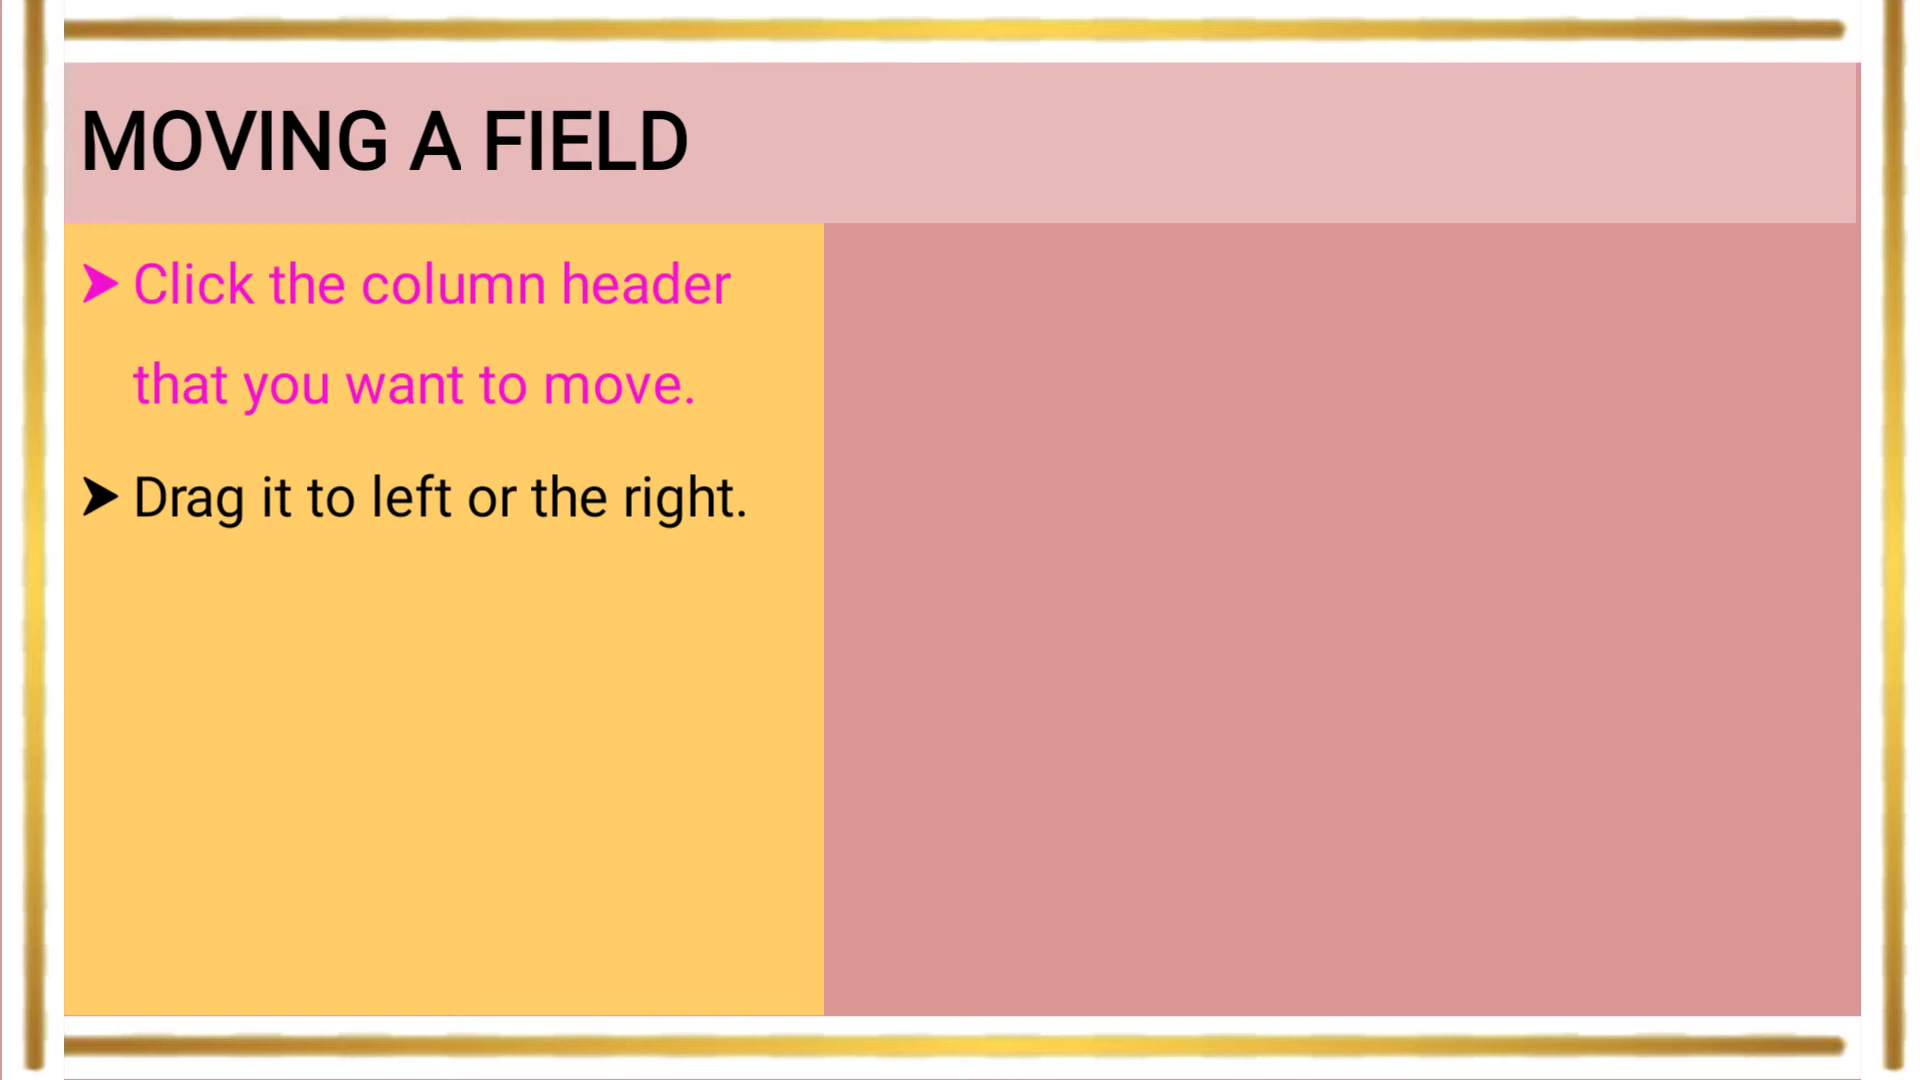 MOVING A FIELD
➤ Click the column header
that you want to move.
➤ Drag it to left or the right.